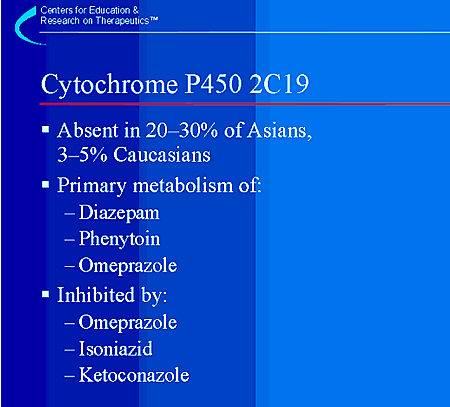 Centers for Education &
Research on Therapeutics™
Cytochrome P450 2C19
▪ Absent in 20–30% of Asians,
3–5% Caucasians
▪ Primary metabolism of:
– Diazepam
– Phenytoin
– Omeprazole
▪ Inhibited by:
– Omeprazole
– Isoniazid
– Ketoconazole